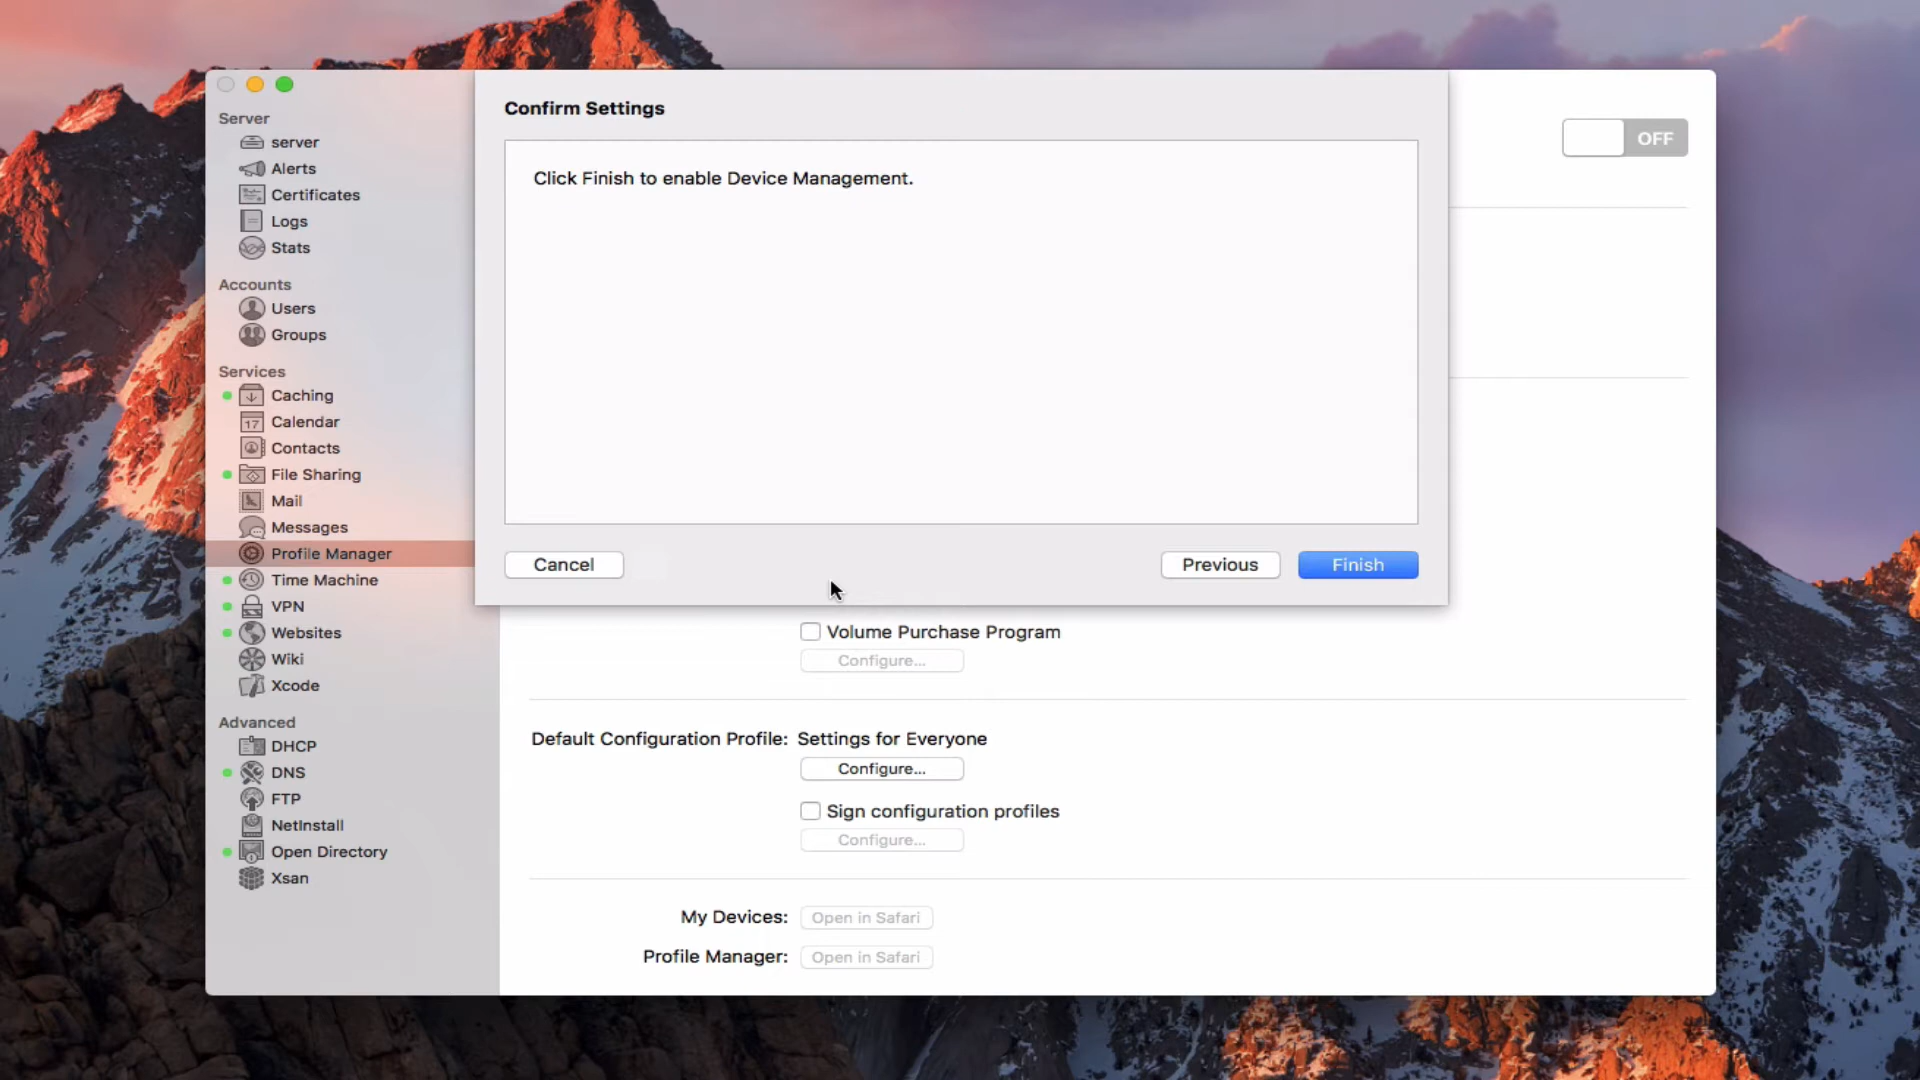 Server
server
Alerts
Certificates
Logs
Stats
Accounts
Users
Groups
Services
Caching
17
Calendar
Contacts
File Sharing
Mail
Messages
Profile Manager
Time Machine
VPN
Websites
Wiki
Xcode
Advanced
DHCP
DNS
FTP
NetInstall
Open Directory
Xsan
Confirm Settings
Click Finish to enable Device Management.
Cancel
Previous
Finish
OFF
Volume Purchase Program
Configure...
Default Configuration Profile: Settings for Everyone
Configure...
Sign configuration profiles
Configure...
My Devices: Open in Safari
Profile Manager: Open in Safari